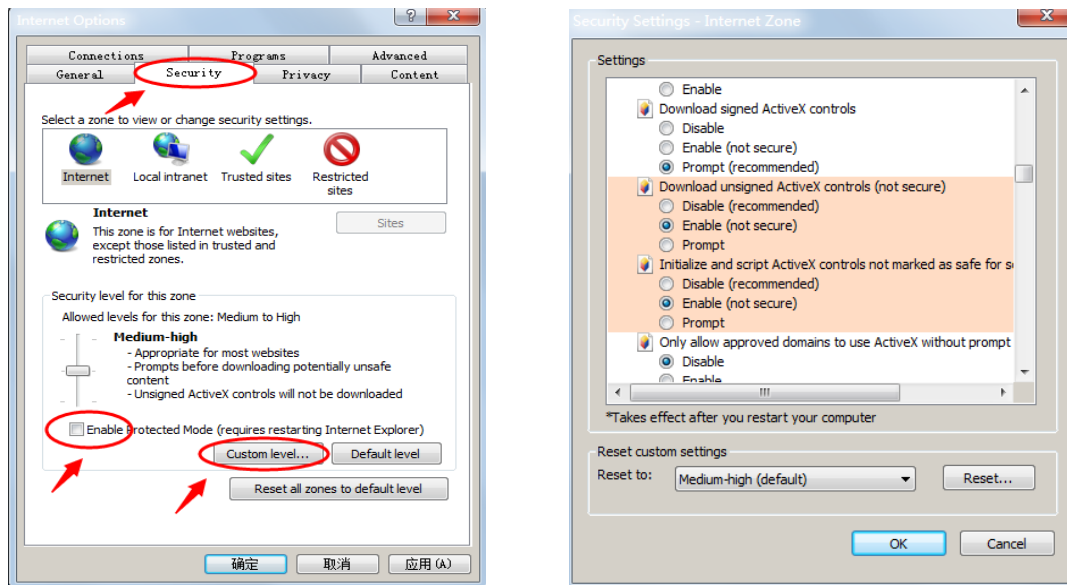 Internet Options
Connections Programs Advanced
General Security Privacy Content
Select a zone to view or change security settings.
Internet Local intranet Trusted sites Restricted
sites
Internet
Sites
This zone is for Internet websites,
except those listed in trusted and
restricted zones.
Security level for this zone
Allowed levels for this zone: Medium to High
Medium-high
- Appropriate for most websites
- Prompts before downloading potentially unsafe
content
- Unsigned ActiveX controls will not be downloaded
Enable Protected Mode (requires restarting Internet Explorer)
Custom level... Default level
Reset all zones to default level
确定 取消 应用(A)
Security Settings - Internet Zone
Settings
Enable
Download signed ActiveX controls
Disable
Enable (not secure)
Prompt (recommended)
Download unsigned ActiveX controls (not secure)
Disable (recommended)
Enable (not secure)
Prompt
Initialize and script ActiveX controls not marked as safe for s
Disable (recommended)
Enable (not secure)
Prompt
Only allow approved domains to use ActiveX without prompt
Disable
Enable
*Takes effect after you restart your computer
Reset custom settings
Reset to: Medium-high (default) Reset...
OK Cancel